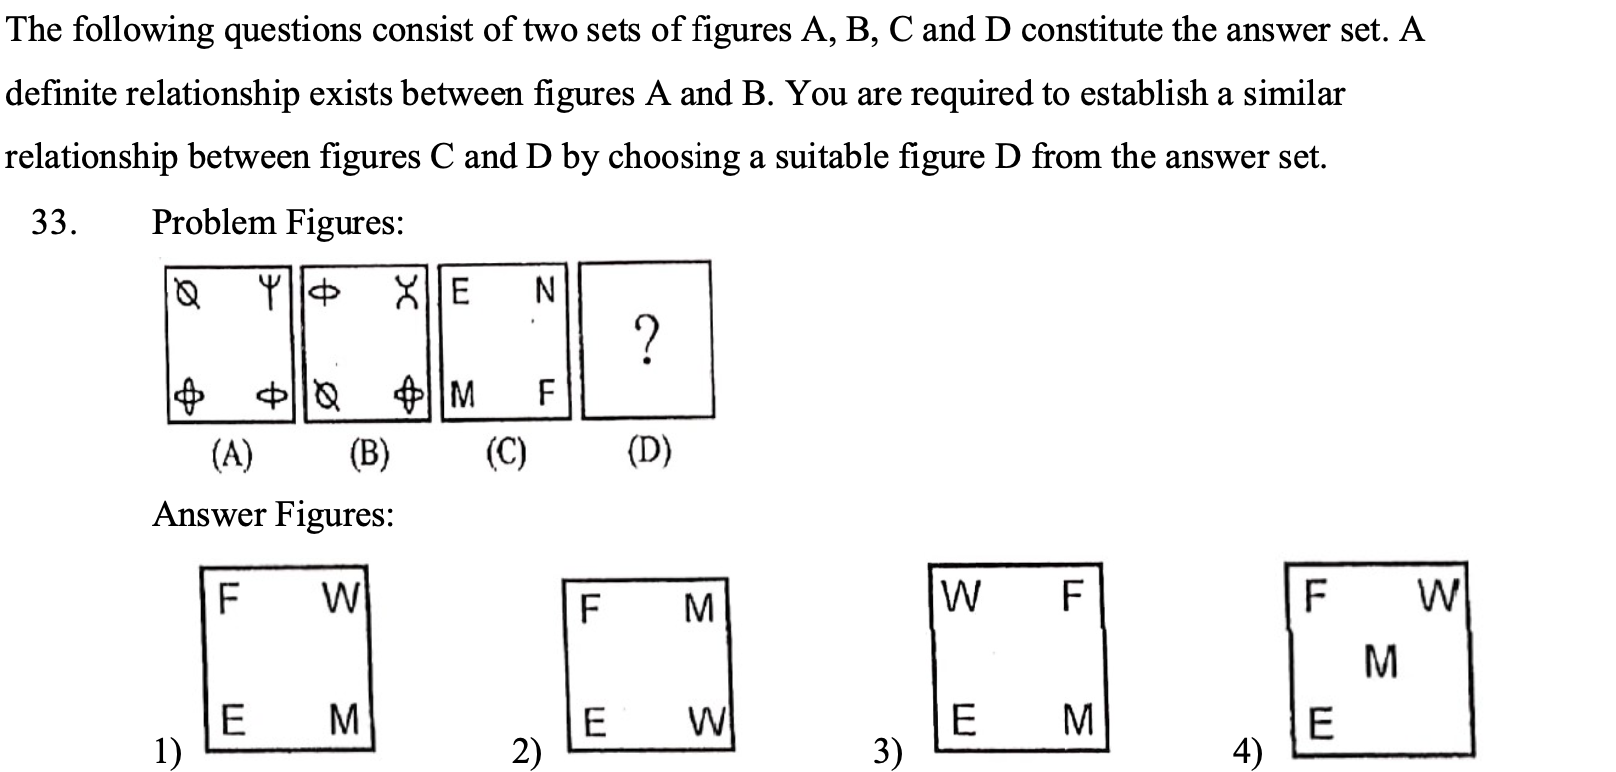 The following questions consist of two sets of figures A, B, C and D constitute the answer set. A
definite relationship exists between figures A and B. You are required to establish a similar
relationship between figures C and D by choosing a suitable figure D from the answer set.
33. Problem Figures:
E N
?
M F
(A) (B) (C) (D)
Answer Figures:
F W F M W F F W
M
E M E W E M E
1) 2) 3) 4)